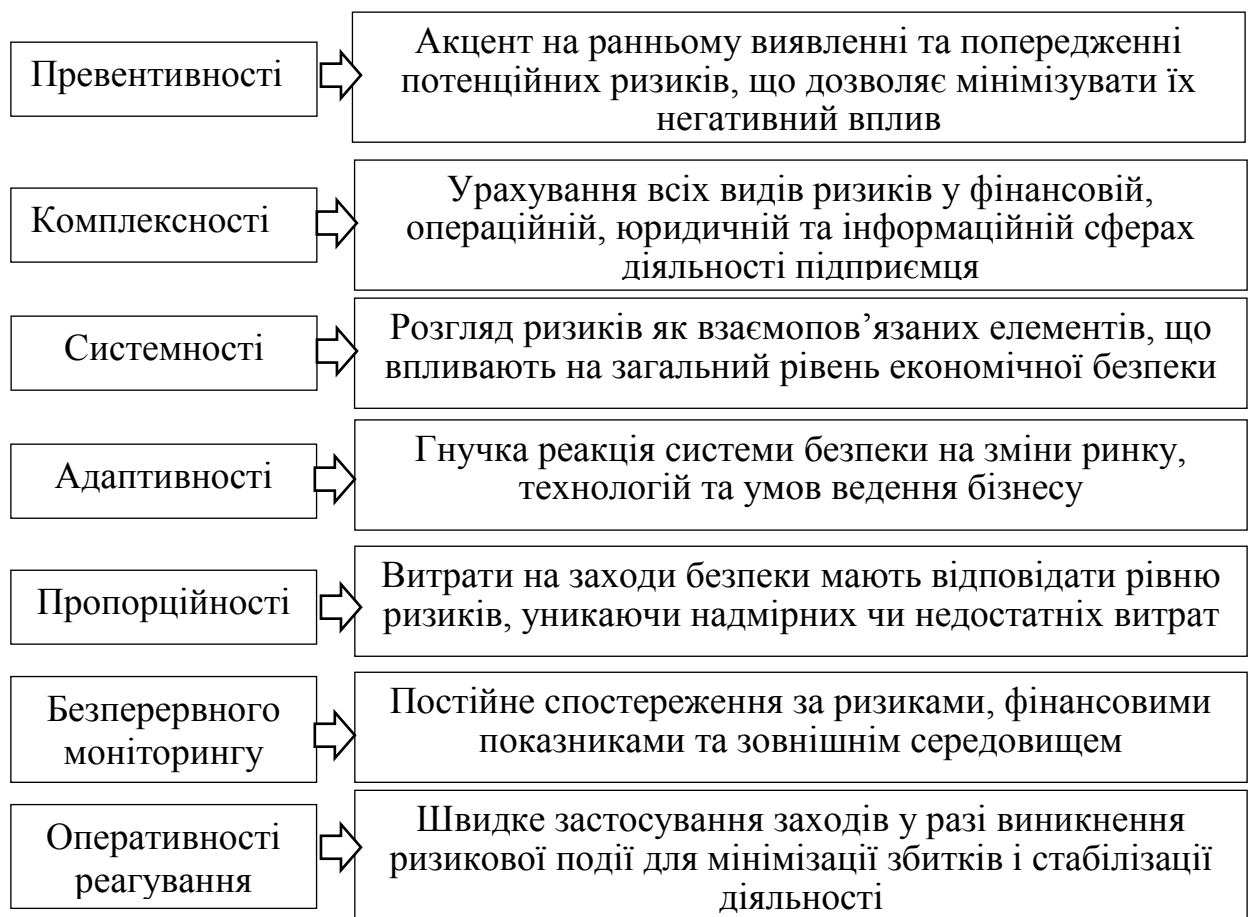 Превентивності
Акцент на ранньому виявленні та попередженні
потенційних ризиків, що дозволяє мінімізувати їх
негативний вплив
Комплексності
Урахування всіх видів ризиків у фінансовій,
операційній, юридичній та інформаційній сферах
діяльності підприємця
Системності
Розгляд ризиків як взаємопов’язаних елементів, що
впливають на загальний рівень економічної безпеки
Адаптивності
Гнучка реакція системи безпеки на зміни ринку,
технологій та умов ведення бізнесу
Пропорційності
Витрати на заходи безпеки мають відповідати рівню
ризиків, уникаючи надмірних чи недостатніх витрат
Безперервного
моніторингу
Постійне спостереження за ризиками, фінансовими
показниками та зовнішнім середовищем
Оперативності
реагування
Швидке застосування заходів у разі виникнення
ризикової події для мінімізації збитків і стабілізації
діяльності